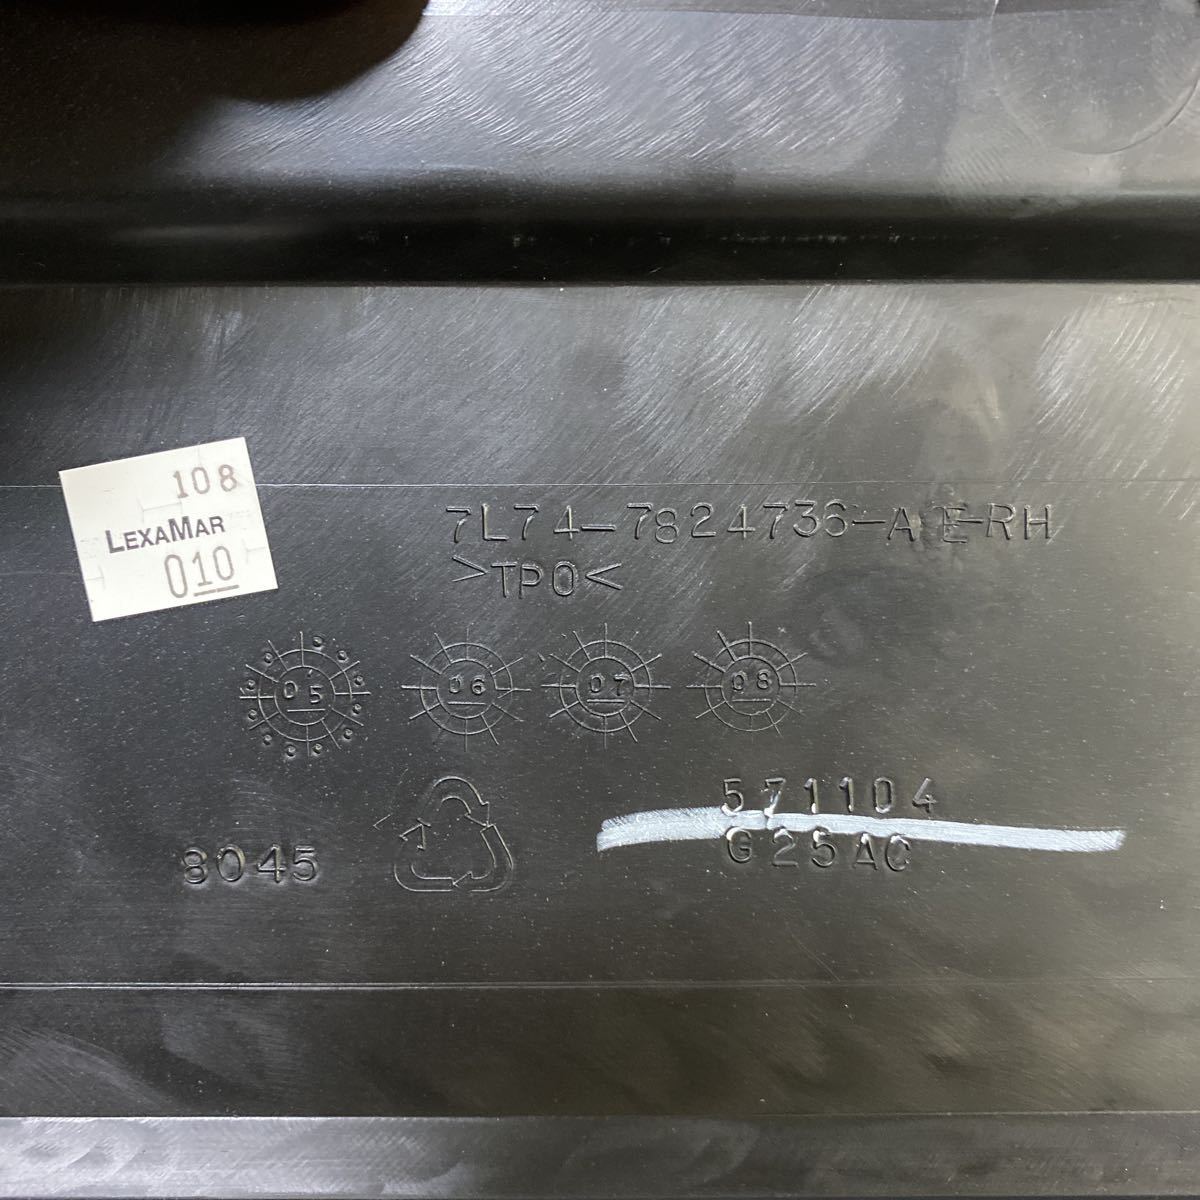 108
LEXAMAR
010
7L74-7824736-AE-RH
>TPO<
05 06 07 08
8045
571104
G25AC